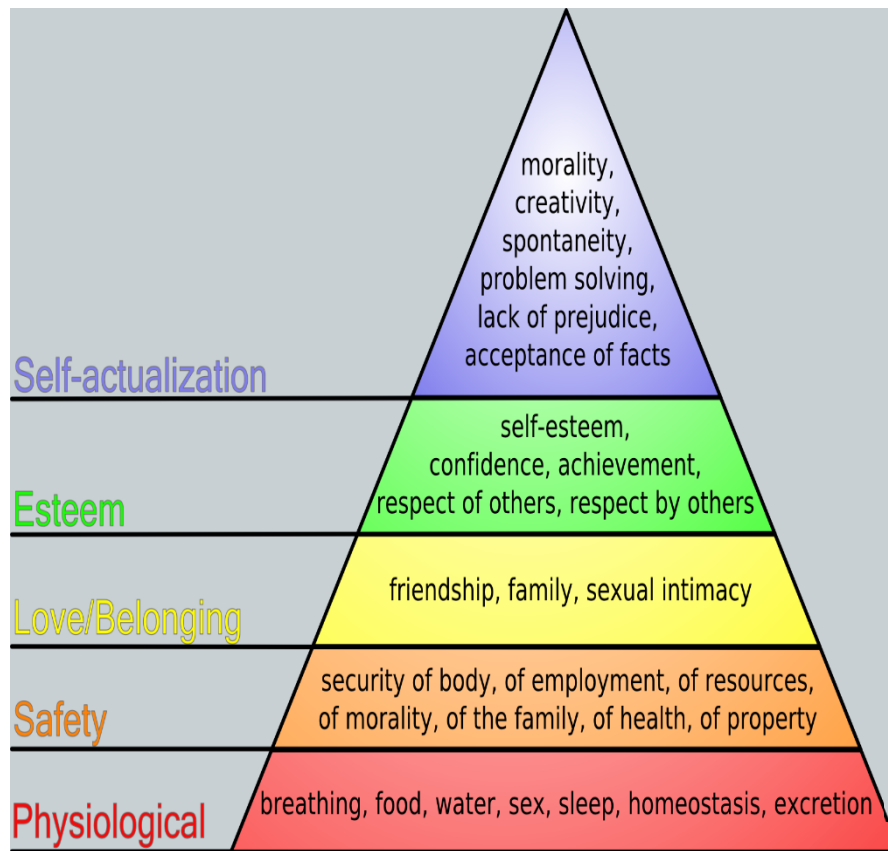 morality,
creativity,
spontaneity,
problem solving,
lack of prejudice,
acceptance of facts
Self-actualization
self-esteem,
confidence, achievement,
respect of others, respect by others
Esteem
friendship, family, sexual intimacy
Love/Belonging
security of body, of employment, of resources,
of morality, of the family, of health, of property
Safety
breathing, food, water, sex, sleep, homeostasis, excretion
Physiological